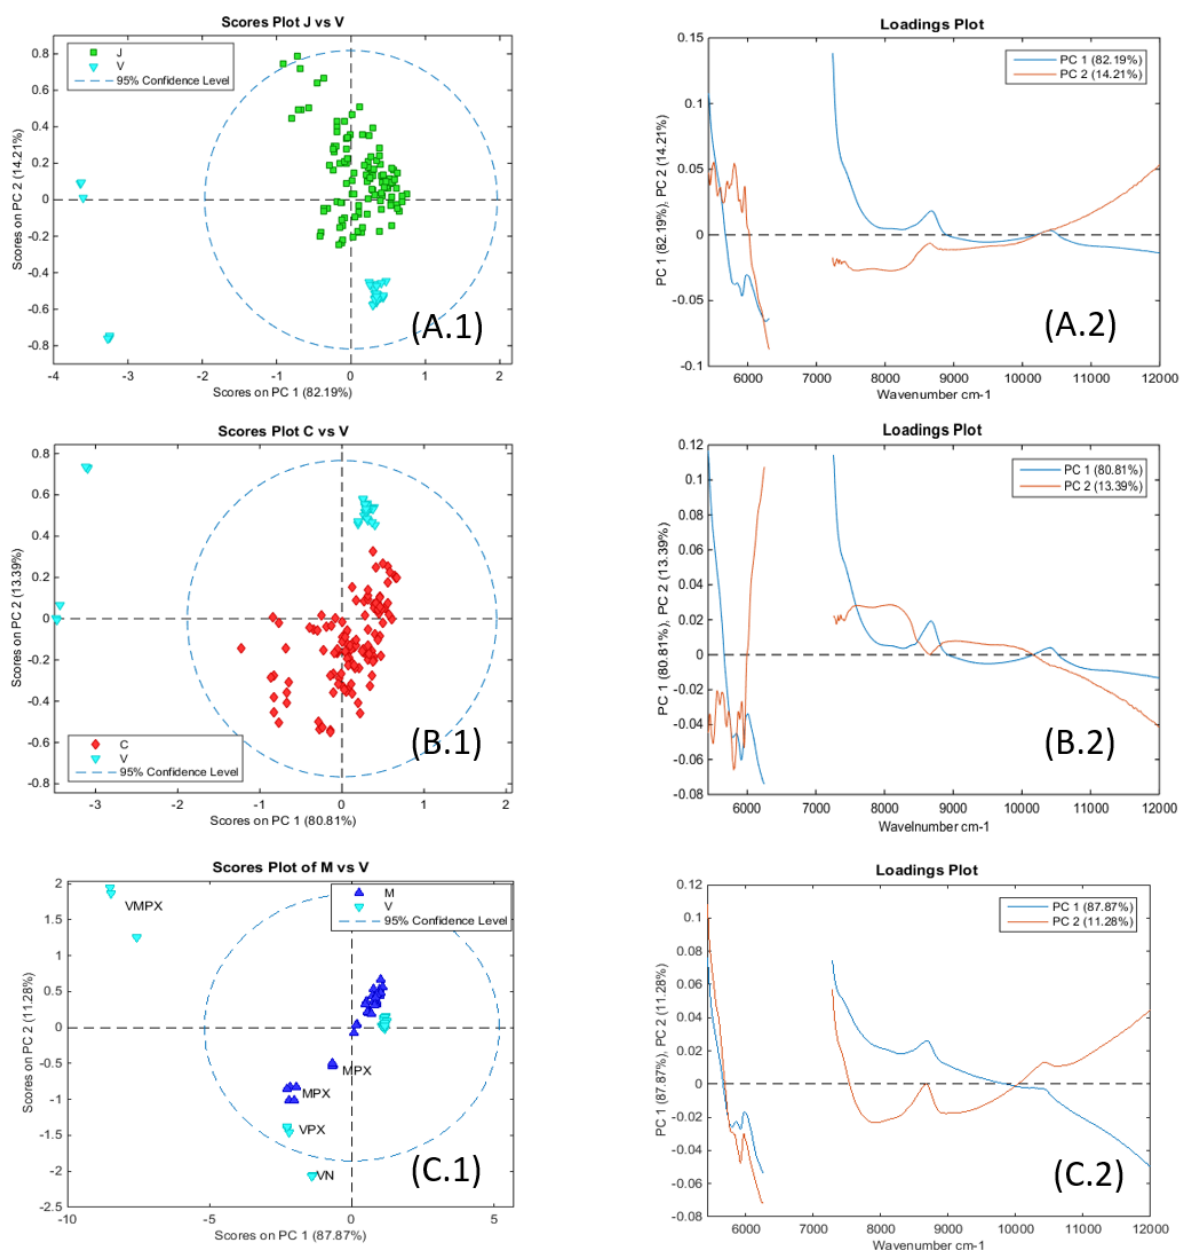 Scores Plot J vs V
J
V
95% Confidence Level
Scores on PC 2 (14.21%)
0.8
0.6
0.4
0.2
0
-0.2
-0.4
-0.6
-0.8
-4
-3
-2
-1
0
1
2
Scores on PC 1 (82.19%)
(A.1)
Loadings Plot
PC 1 (82.19%)
PC 2 (14.21%)
PC 1 (82.19%), PC 2 (14.21%)
0.15
0.1
0.05
0
-0.05
-0.1
6000
7000
8000
9000
10000
11000
12000
Wavenumber cm-1
(A.2)
Scores Plot C vs V
C
V
95% Confidence Level
Scores on PC 2 (13.39%)
0.8
0.6
0.4
0.2
0
-0.2
-0.4
-0.6
-0.8
-3
-2
-1
0
1
2
Scores on PC 1 (80.81%)
(B.1)
Loadings Plot
PC 1 (80.81%)
PC 2 (13.39%)
PC 1 (80.81%), PC 2 (13.39%)
0.12
0.1
0.08
0.06
0.04
0.02
0
-0.02
-0.04
-0.06
-0.08
6000
7000
8000
9000
10000
11000
12000
Wavelnumber cm-1
(B.2)
Scores Plot of M vs V
M
V
95% Confidence Level
VMPX
MPX
MPX
VPX
VN
Scores on PC 2 (11.28%)
2
1.5
1
0.5
0
-0.5
-1
-1.5
-2
-2.5
-10
-5
0
5
Scores on PC 1 (87.87%)
(C.1)
Loadings Plot
PC 1 (87.87%)
PC 2 (11.28%)
PC 1 (87.87%), PC 2 (11.28%)
0.12
0.1
0.08
0.06
0.04
0.02
0
-0.02
-0.04
-0.06
-0.08
6000
7000
8000
9000
10000
11000
12000
Wavenumber cm-1
(C.2)